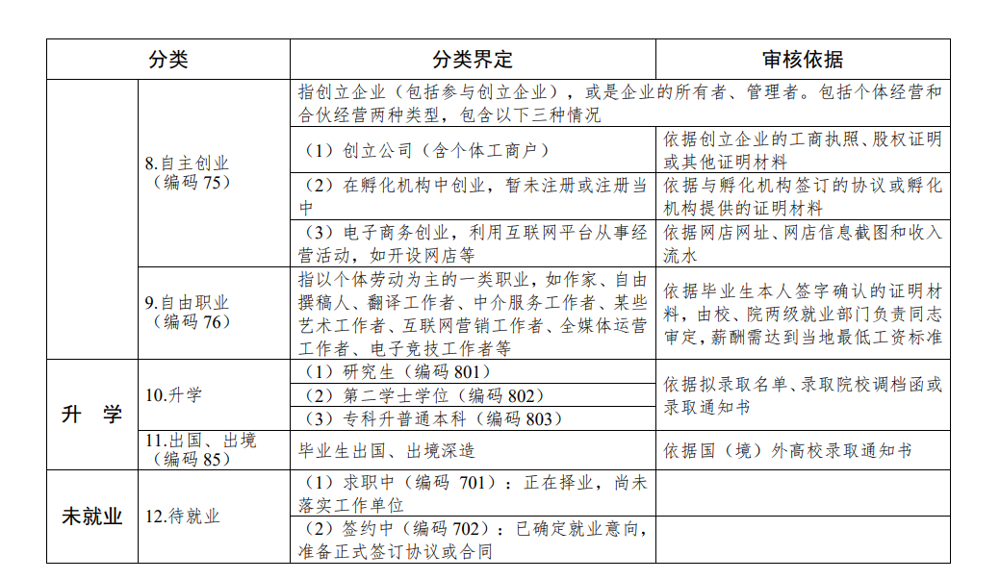 分类 分类界定 审核依据
指创立企业（包括参与创立企业），或是企业的所有者、管理者。包括个体经营和
合伙经营两种类型，包含以下三种情况
8.自主创业
（编码 75）
（1）创立公司（含个体工商户）
依据创立企业的工商执照、股权证明
或其他证明材料
（2）在孵化机构中创业，暂未注册或注册当
中
依据与孵化机构签订的协议或孵化
机构提供的证明材料
（3）电子商务创业，利用互联网平台从事经
营活动，如开设网店等
依据网店网址、网店信息截图和收入
流水
9.自由职业
（编码 76）
指以个体劳动为主的一类职业，如作家、自由
撰稿人、翻译工作者、中介服务工作者、某些
艺术工作者、互联网营销工作者、全媒体运营
工作者、电子竞技工作者等
依据毕业生本人签字确认的证明材
料，由校、院两级就业部门负责同志
审定，薪酬需达到当地最低工资标准
升 学
10.升学
（1）研究生（编码 801）
（2）第二学士学位（编码 802）
（3）专科升普通本科（编码 803）
依据拟录取名单、录取院校调档函或
录取通知书
11.出国、出境
（编码 85）
毕业生出国、出境深造
依据国（境）外高校录取通知书
未就业
12.待就业
（1）求职中（编码 701）：正在择业，尚未
落实工作单位
（2）签约中（编码 702）：已确定就业意向，
准备正式签订协议或合同